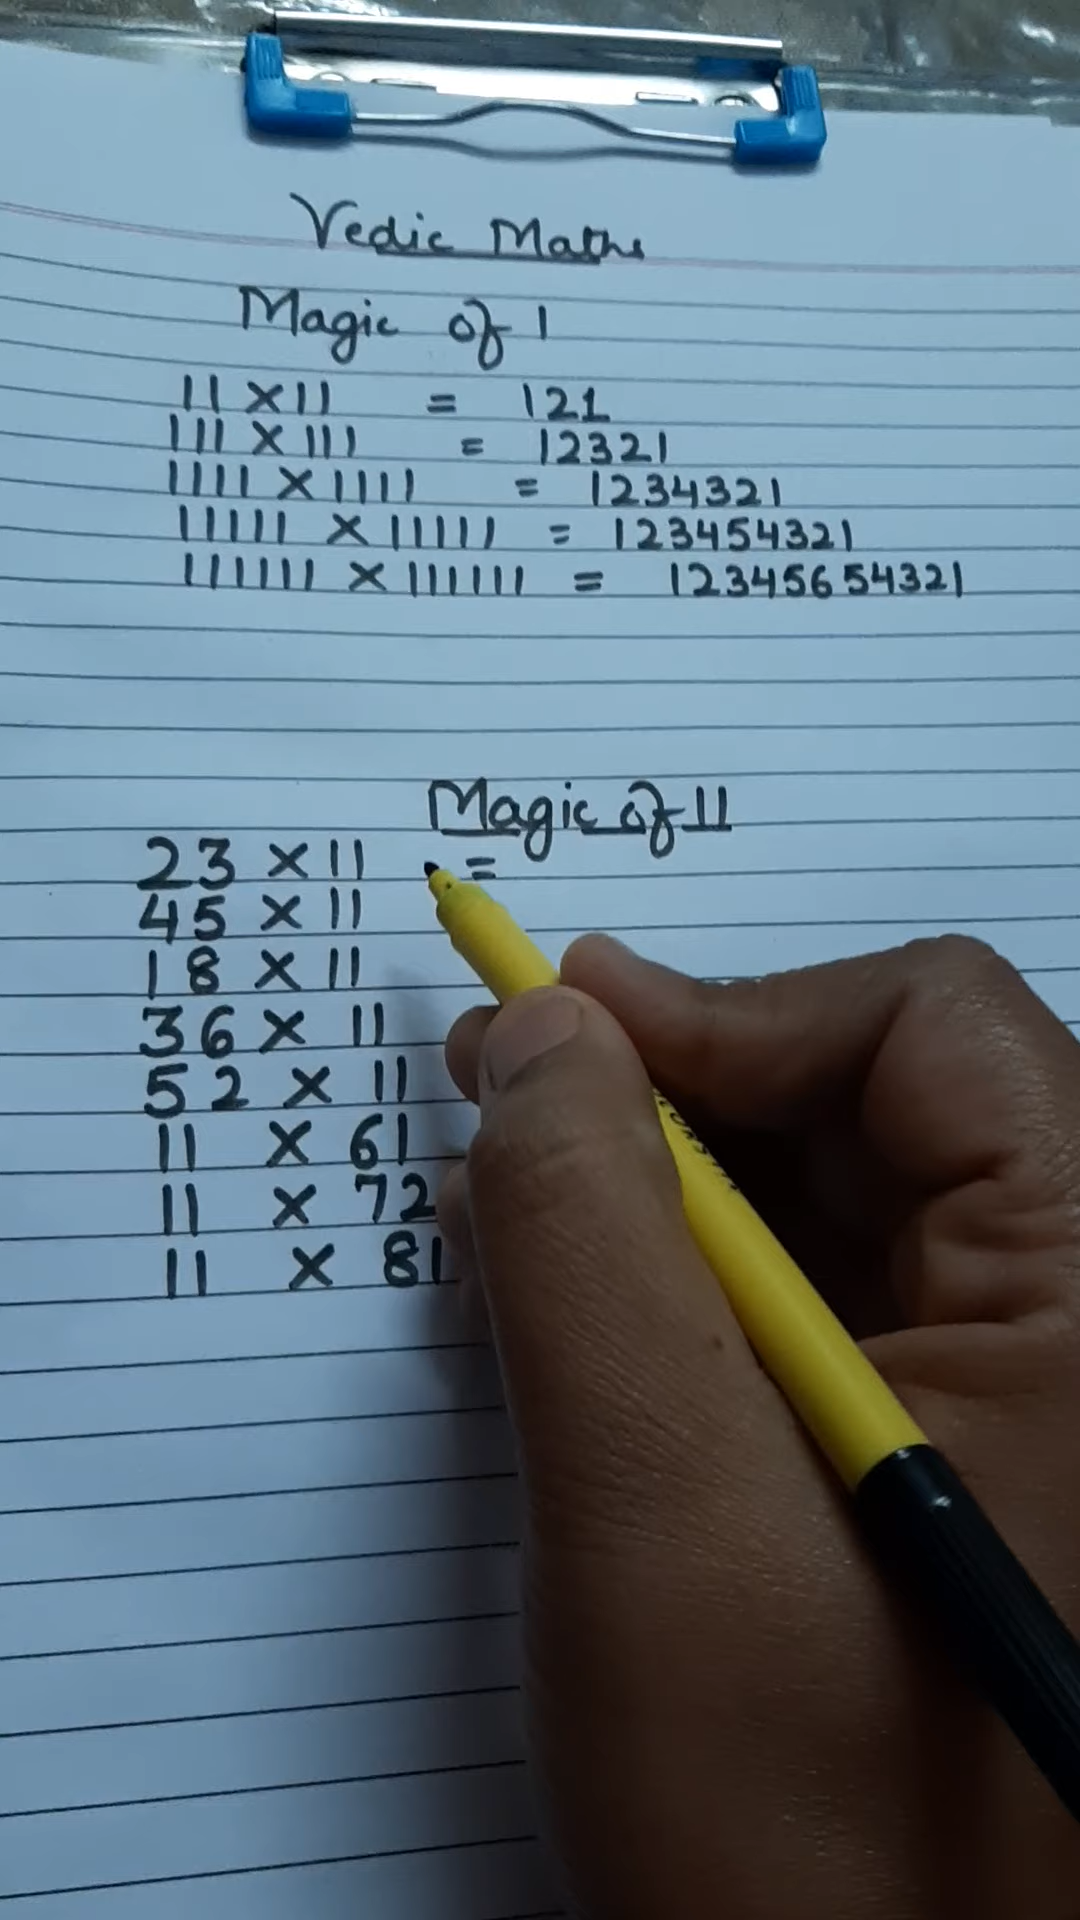 Vedic Maths
Magic of 1
11 × 11 = 121
111 × 111 = 12321
1111 × 1111 = 1234321
11111 × 11111 = 123454321
111111 × 111111 = 12345654321
Magic of 11
23 × 11 =
45 × 11
18 × 11
36 × 11
52 × 11
11 × 61
11 × 72
11 × 81